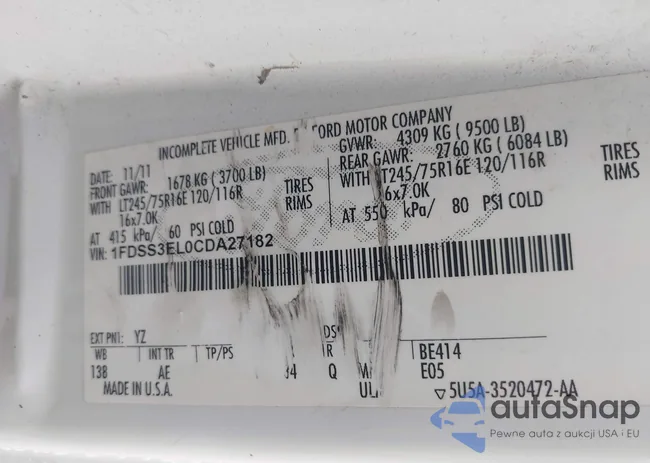 INCOMPLETE VEHICLE MFD. FORD MOTOR COMPANY
DATE: 11/11 GVWR: 4309 KG ( 9500 LB)
FRONT GAWR: 1678 KG ( 3700 LB) REAR GAWR: 2760 KG ( 6084 LB)
WITH LT245/75R16E 120/116R TIRES WITH LT245/75R16E 120/116R TIRES
16x7.0K RIMS 16x7.0K RIMS
AT 415 kPa/ 60 PSI COLD AT 550 kPa/ 80 PSI COLD
VIN: 1FDSS3EL0CDA27182
EXT PNT: YZ DS
WB INT TR TP/PS R BE414
138 AE 4 Q E05
MADE IN U.S.A. 5U5A-3520472-AA
autaSnap
Pewne auta z aukcji USA i EU